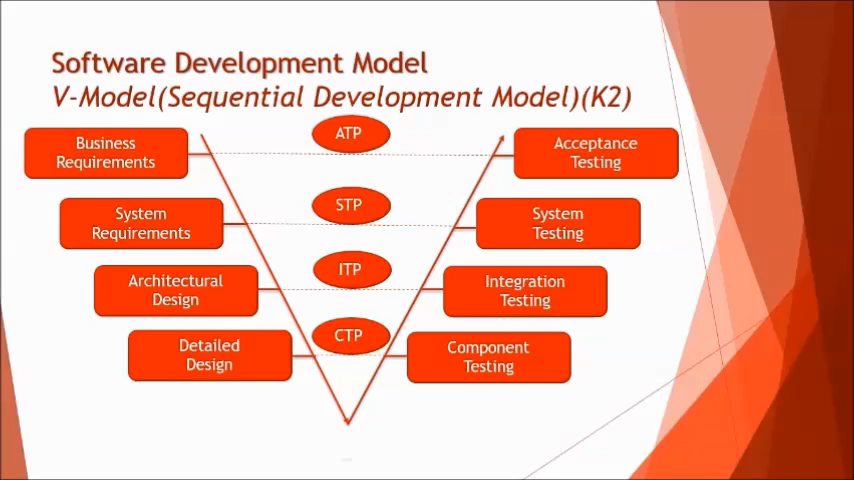 Software Development Model
V-Model(Sequential Development Model)(K2)
Business
Requirements
ATP
Acceptance
Testing
System
Requirements
STP
System
Testing
Architectural
Design
ITP
Integration
Testing
Detailed
Design
CTP
Component
Testing